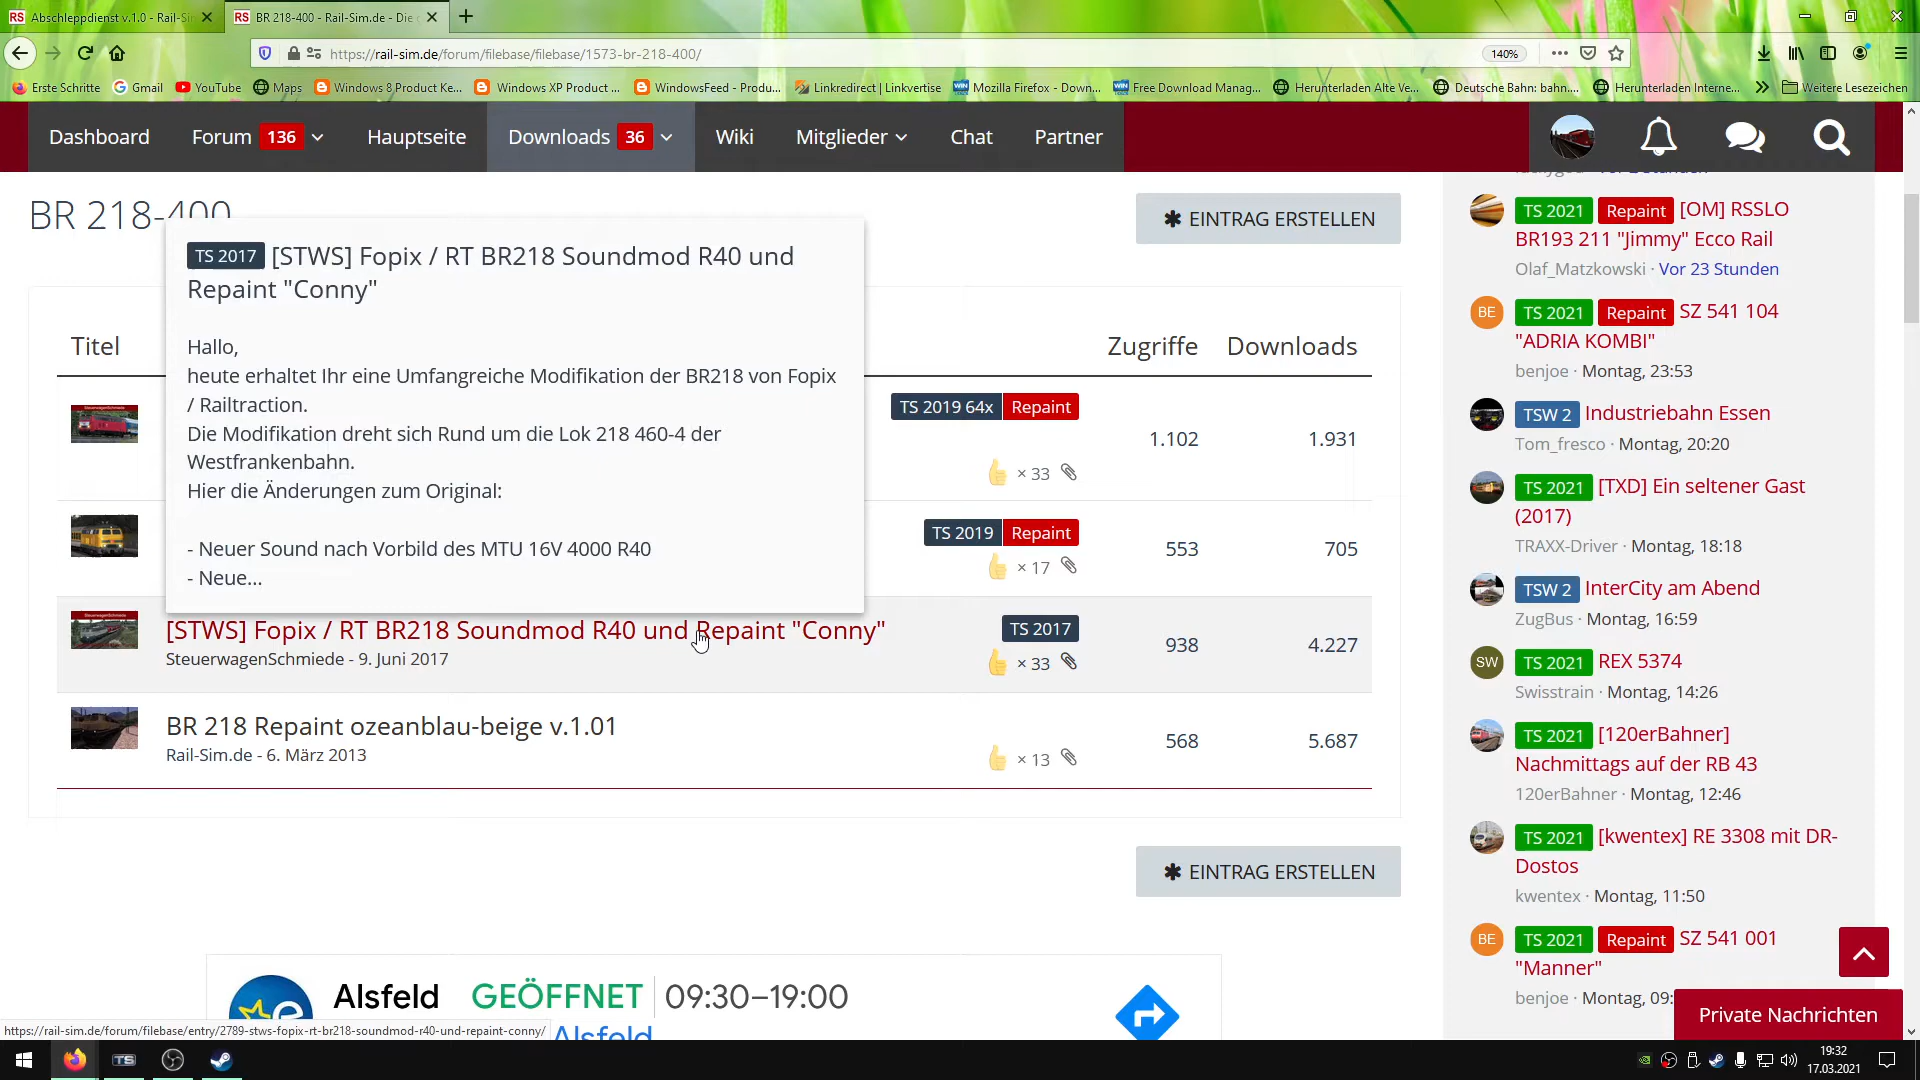 RS Abschleppdienst v.1.0 - Rail-Si
RS BR 218-400 - Rail-Sim.de - Die
https://rail-sim.de/forum/filebase/filebase/1573-br-218-400/
140%
Erste Schritte
Gmail
YouTube
Maps
Windows 8 Product Ke...
Windows XP Product ...
WindowsFeed - Produ...
Linkredirect | Linkvertise
Mozilla Firefox - Down...
Free Download Manag...
Herunterladen Alte Ve...
Deutsche Bahn: bahn....
Herunterladen Interne...
Weitere Lesezeichen
Dashboard
Forum 136
Hauptseite
Downloads 36
Wiki
Mitglieder
Chat
Partner
BR 218-400
EINTRAG ERSTELLEN
TS 2017 [STWS] Fopix / RT BR218 Soundmod R40 und
Repaint "Conny"
Hallo,
heute erhaltet Ihr eine Umfangreiche Modifikation der BR218 von Fopix
/ Railtraction.
Die Modifikation dreht sich Rund um die Lok 218 460-4 der
Westfrankenbahn.
Hier die Änderungen zum Original:
- Neuer Sound nach Vorbild des MTU 16V 4000 R40
- Neue...
Titel
Zugriffe
Downloads
TS 2019 64x Repaint
× 33
1.102
1.931
TS 2019 Repaint
× 17
553
705
[STWS] Fopix / RT BR218 Soundmod R40 und Repaint "Conny"
SteuerwagenSchmiede - 9. Juni 2017
TS 2017
× 33
938
4.227
BR 218 Repaint ozeanblau-beige v.1.01
Rail-Sim.de - 6. März 2013
× 13
568
5.687
EINTRAG ERSTELLEN
Alsfeld
GEÖFFNET
09:30–19:00
Alsfeld
TS 2021 Repaint [OM] RSSLO
BR193 211 "Jimmy" Ecco Rail
Olaf_Matzkowski · Vor 23 Stunden
BE
TS 2021 Repaint SZ 541 104
"ADRIA KOMBI"
benjoe · Montag, 23:53
TSW 2 Industriebahn Essen
Tom_fresco · Montag, 20:20
TS 2021 [TXD] Ein seltener Gast
(2017)
TRAXX-Driver · Montag, 18:18
TSW 2 InterCity am Abend
ZugBus · Montag, 16:59
SW
TS 2021 REX 5374
Swisstrain · Montag, 14:26
TS 2021 [120erBahner]
Nachmittags auf der RB 43
120erBahner · Montag, 12:46
TS 2021 [kwentex] RE 3308 mit DR-
Dostos
kwentex · Montag, 11:50
BE
TS 2021 Repaint SZ 541 001
"Manner"
benjoe · Montag, 09:
Private Nachrichten
https://rail-sim.de/forum/filebase/entry/2789-stws-fopix-rt-br218-soundmod-r40-und-repaint-conny/
TS
19:32
17.03.2021